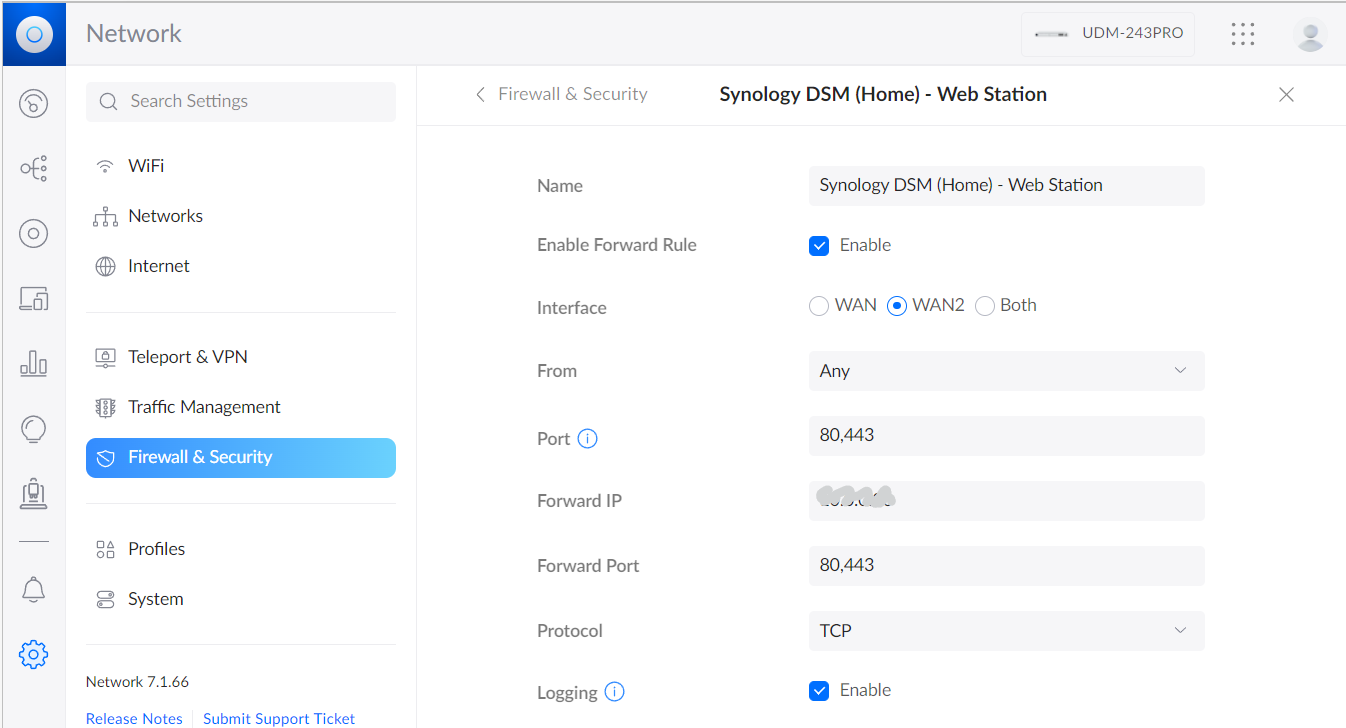 Network
UDM-243PRO
Search Settings
WiFi
Networks
Internet
Teleport & VPN
Traffic Management
Firewall & Security
Profiles
System
Network 7.1.66
Release Notes Submit Support Ticket
Firewall & Security Synology DSM (Home) - Web Station
Name Synology DSM (Home) - Web Station
Enable Forward Rule Enable
Interface WAN WAN2 Both
From Any
Port 80,443
Forward IP
Forward Port 80,443
Protocol TCP
Logging Enable